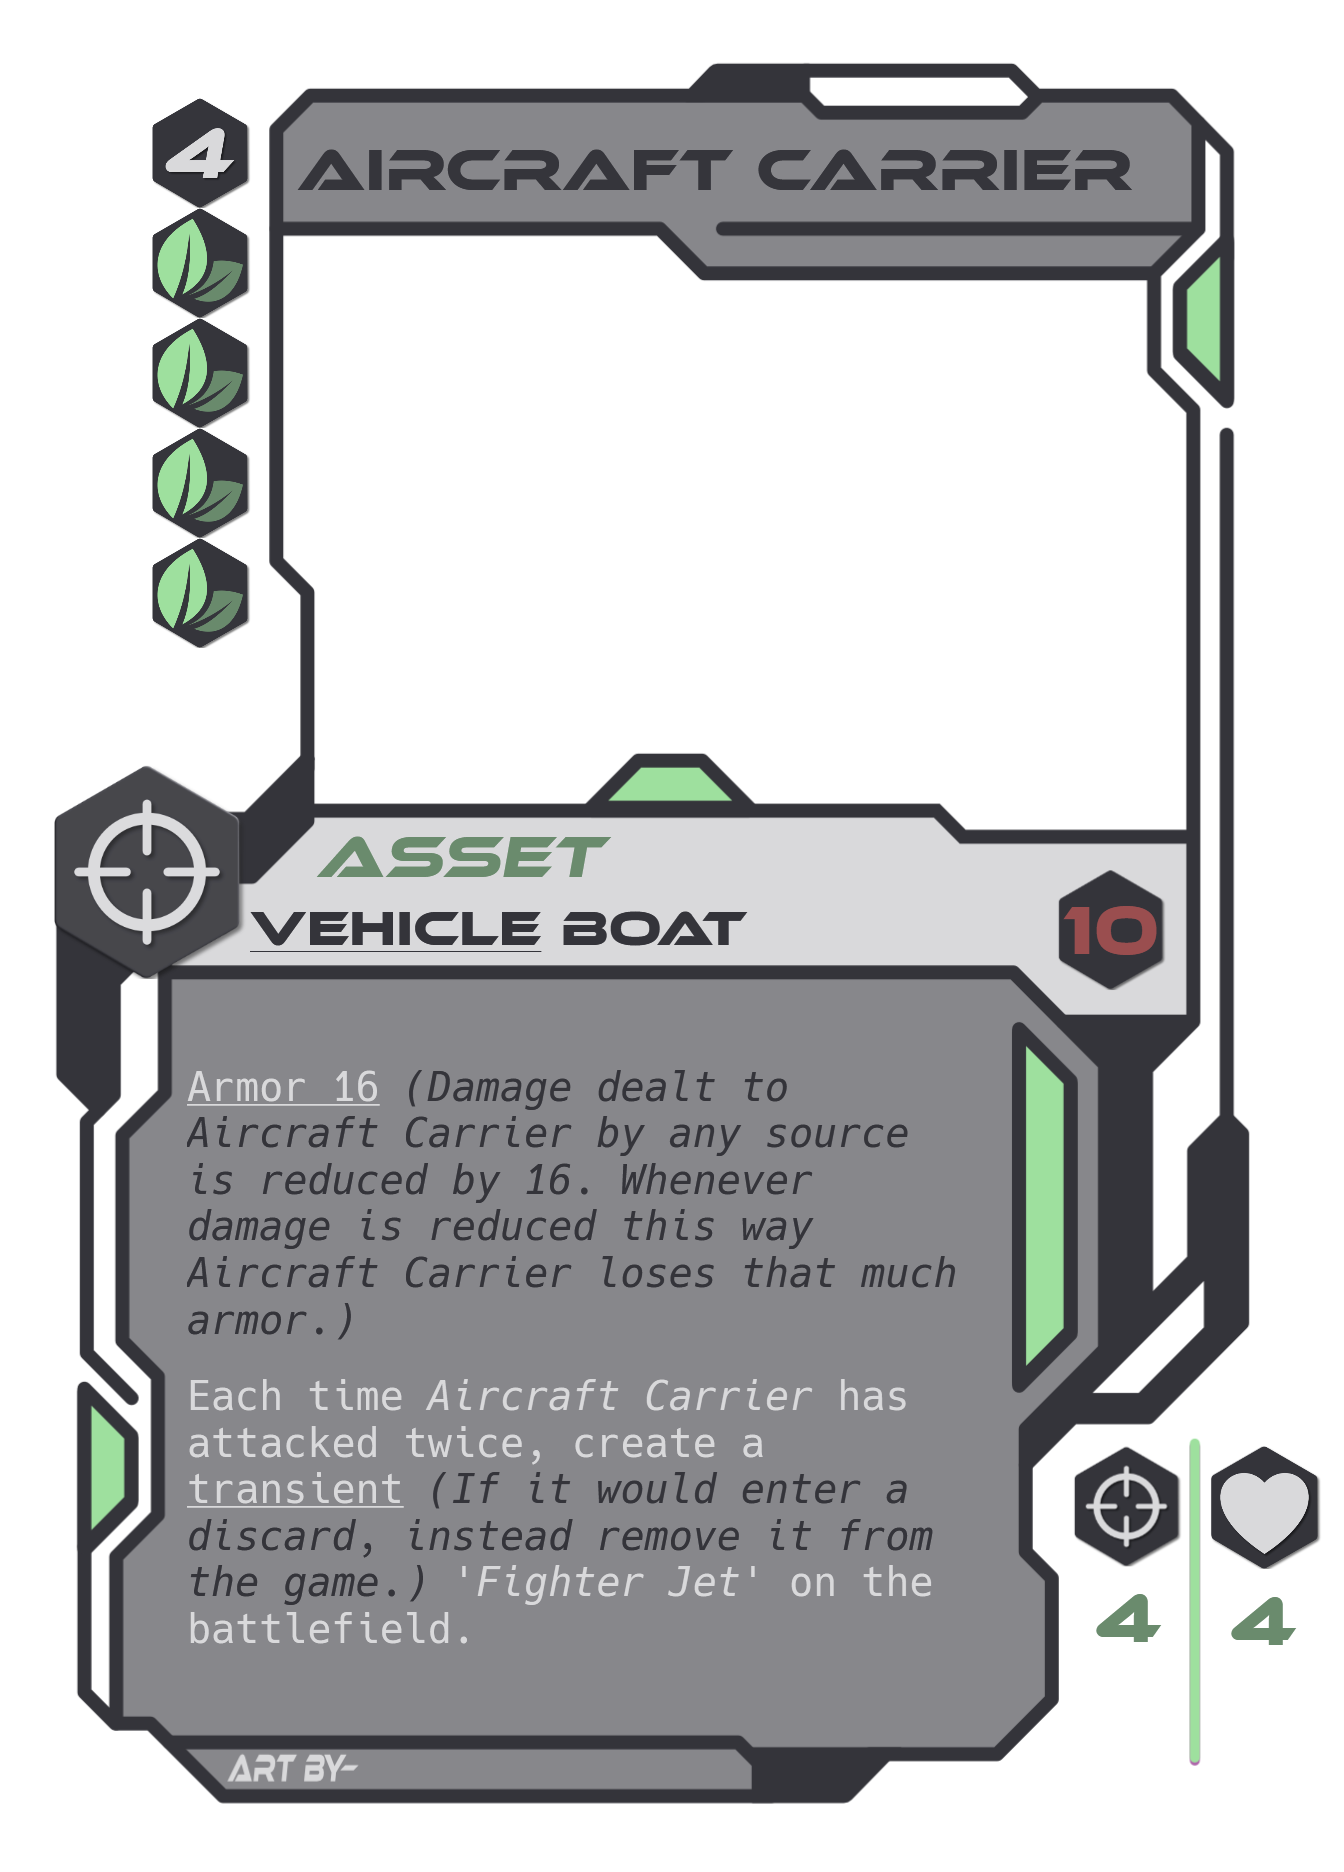 4
AIRCRAFT CARRIER
ASSET
VEHICLE BOAT
10
Armor 16 (Damage dealt to
Aircraft Carrier by any source
is reduced by 16. Whenever
damage is reduced this way
Aircraft Carrier loses that much
armor.)
Each time Aircraft Carrier has
attacked twice, create a
transient (If it would enter a
discard, instead remove it from
the game.) 'Fighter Jet' on the
battlefield.
4 4
ART BY-